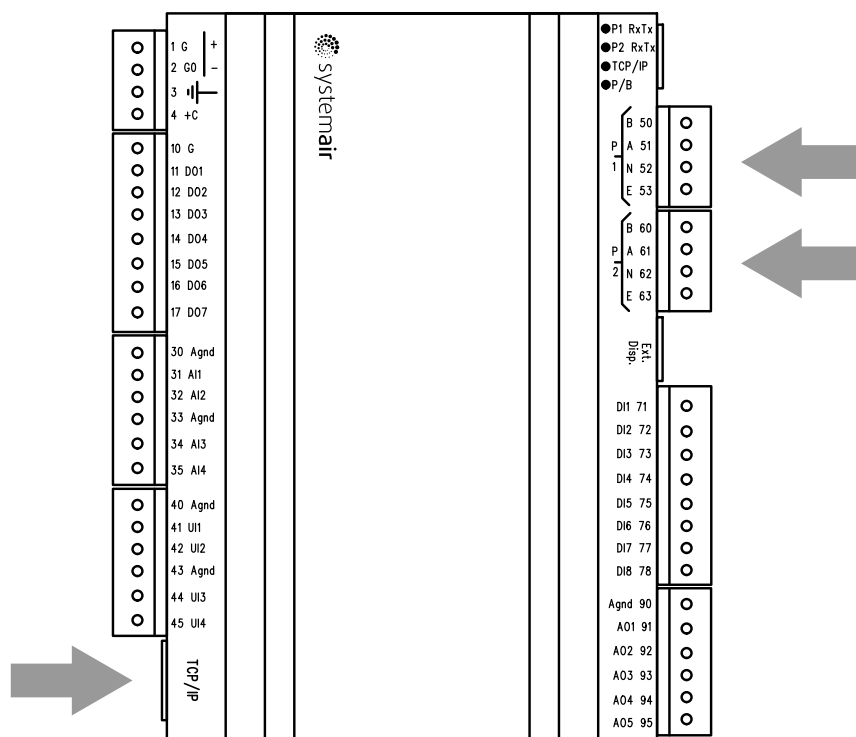 1 G +
2 G0 -
3
4 +C
10 G
11 DO1
12 DO2
13 DO3
14 DO4
15 DO5
16 DO6
17 DO7
30 Agnd
31 AI1
32 AI2
33 Agnd
34 AI3
35 AI4
40 Agnd
41 UI1
42 UI2
43 Agnd
44 UI3
45 UI4
TCP/IP
systemair
P1 RxTx
P2 RxTx
TCP/IP
P/B
P 1
B 50
A 51
N 52
E 53
P 2
B 60
A 61
N 62
E 63
Ext.
Disp.
DI1 71
DI2 72
DI3 73
DI4 74
DI5 75
DI6 76
DI7 77
DI8 78
Agnd 90
AO1 91
AO2 92
AO3 93
AO4 94
AO5 95